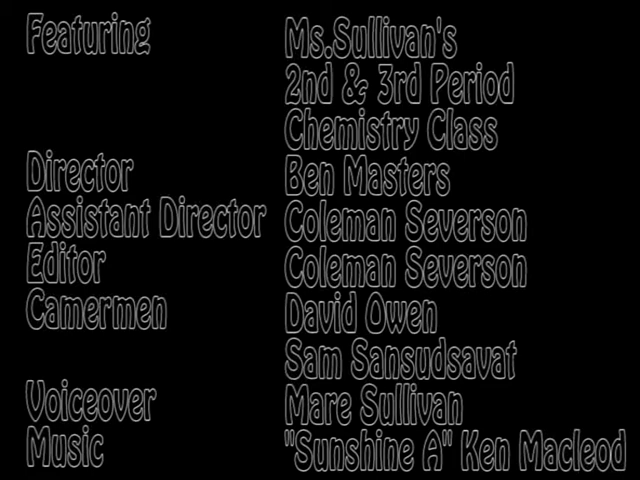 Featuring Ms.Sullivan's
2nd & 3rd Period
Chemistry Class
Director Ben Masters
Assistant Director Coleman Severson
Editor Coleman Severson
Camermen David Owen
Sam Sansudsavat
Voiceover Mare Sullivan
Music "Sunshine A" Ken Macleod